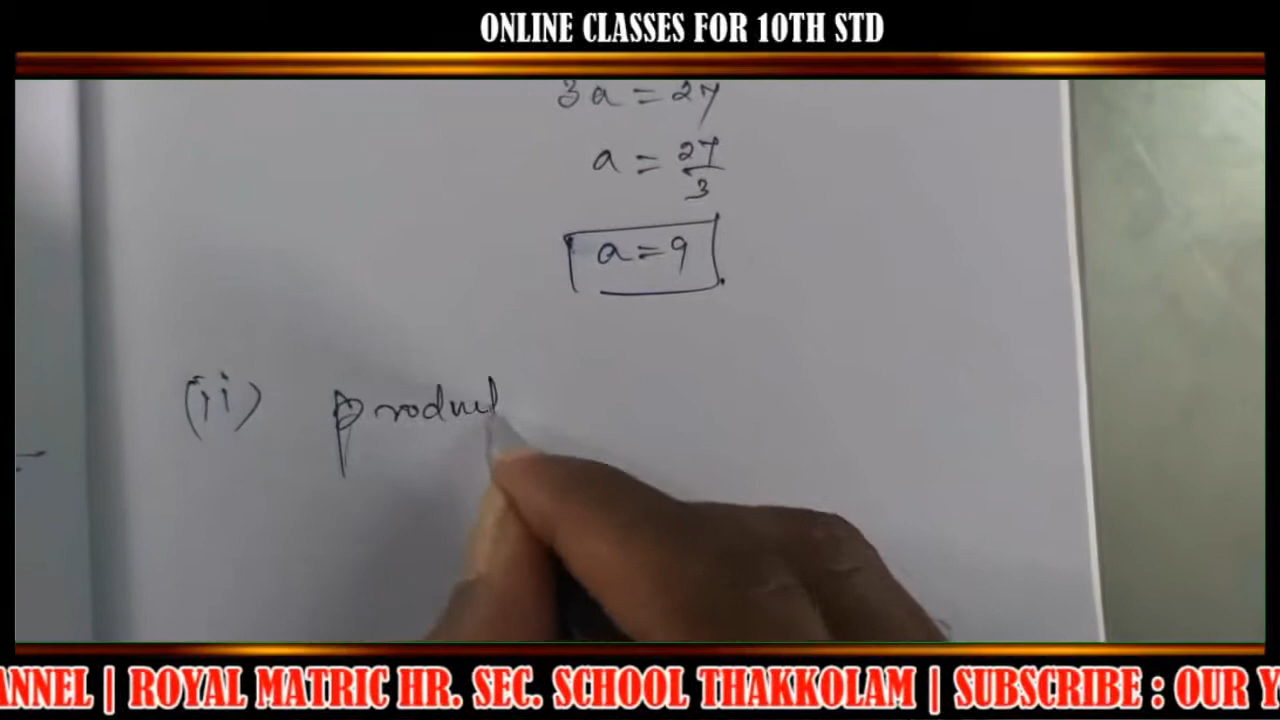 ONLINE CLASSES FOR 10TH STD
3a = 27
a = 27/3
a = 9
(ii) product
ANNEL | ROYAL MATRIC HR. SEC. SCHOOL THAKKOLAM | SUBSCRIBE : OUR Y